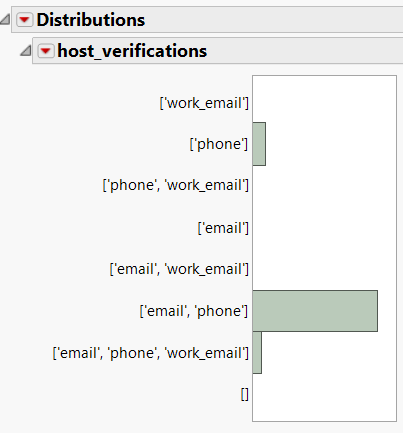 Distributions
host_verifications
['work_email']
['phone']
['phone', 'work_email']
['email']
['email', 'work_email']
['email', 'phone']
['email', 'phone', 'work_email']
[]